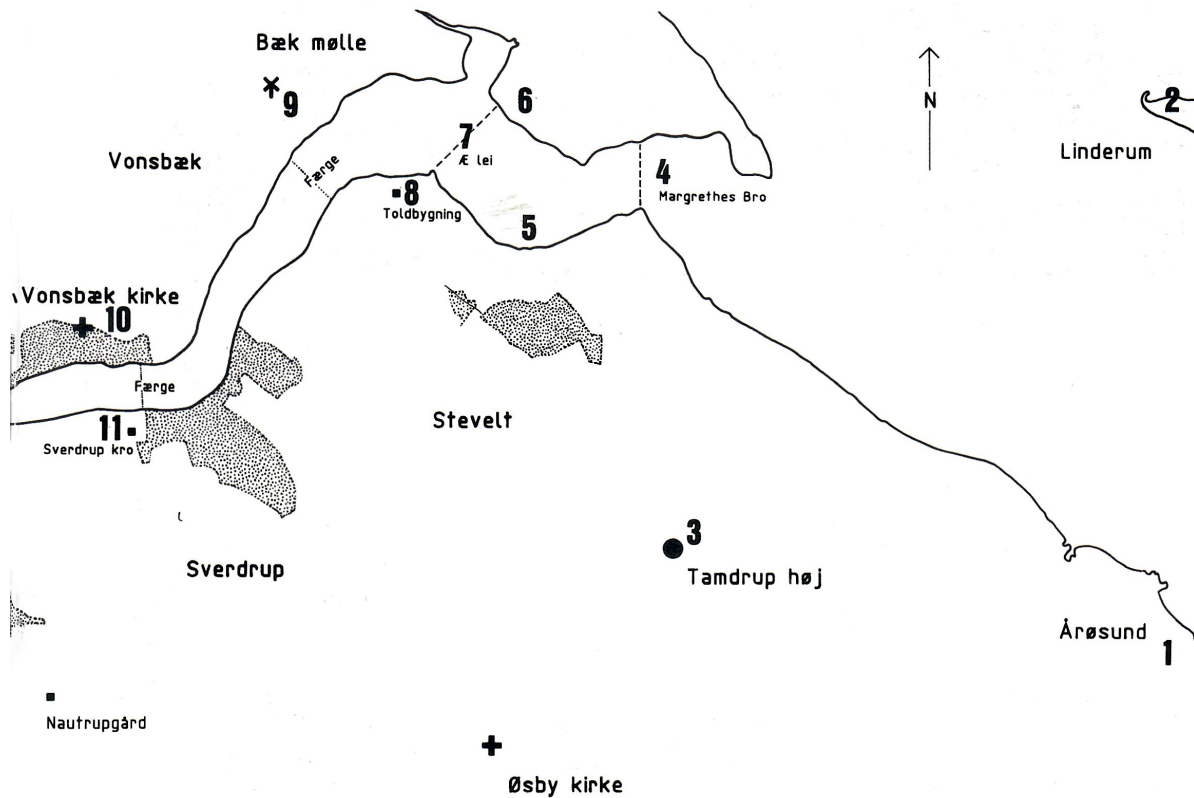 Bæk mølle
9
6
N
2
7
Æ lei
Linderum
Vonsbæk
Færge
4
Margrethes Bro
8
Toldbygning
5
Vonsbæk kirke
10
Færge
11
Sverdrup kro
Stevelt
3
Tamdrup høj
Sverdrup
Årøsund
1
Nautrupgård
Øsby kirke